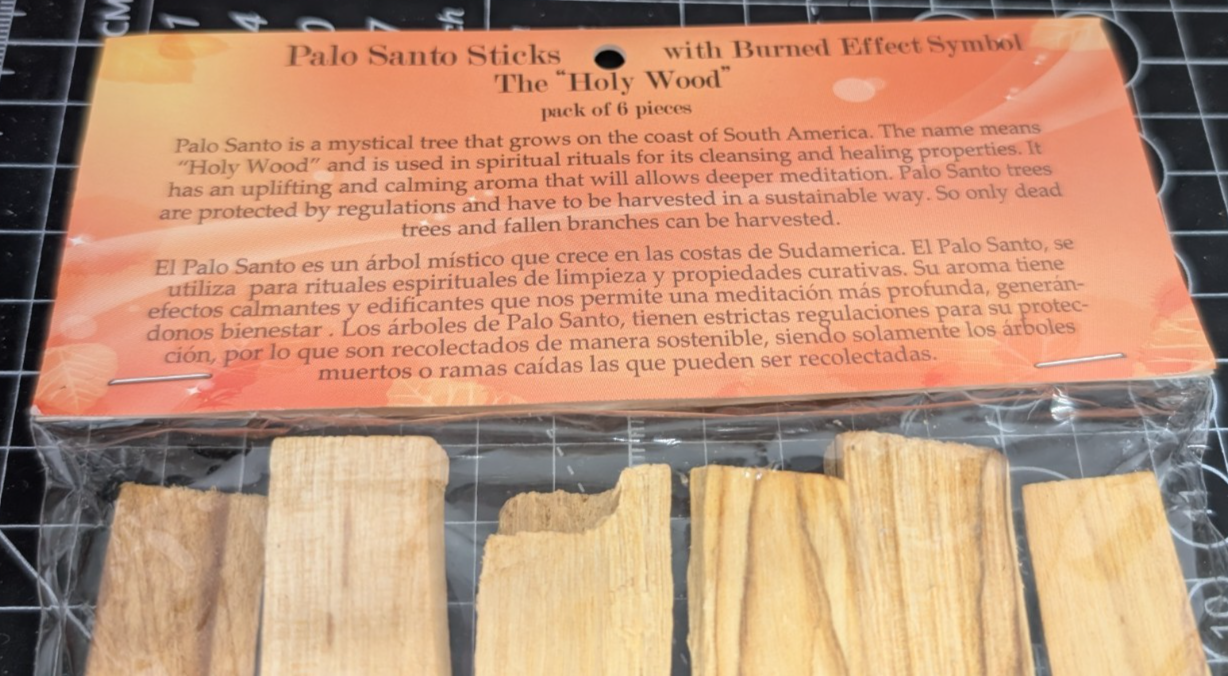 Palo Santo Sticks with Burned Effect Symbol
The “Holy Wood”
pack of 6 pieces
Palo Santo is a mystical tree that grows on the coast of South America. The name means
“Holy Wood” and is used in spiritual rituals for its cleansing and healing properties. It
has an uplifting and calming aroma that will allows deeper meditation. Palo Santo trees
are protected by regulations and have to be harvested in a sustainable way. So only dead
trees and fallen branches can be harvested.
El Palo Santo es un árbol místico que crece en las costas de Sudamerica. El Palo Santo, se
utiliza para rituales espirituales de limpieza y propiedades curativas. Su aroma tiene
efectos calmantes y edificantes que nos permite una meditación más profunda, generán-
donos bienestar . Los árboles de Palo Santo, tienen estrictas regulaciones para su protec-
ción, por lo que son recolectados de manera sostenible, siendo solamente los árboles
muertos o ramas caídas las que pueden ser recolectadas.